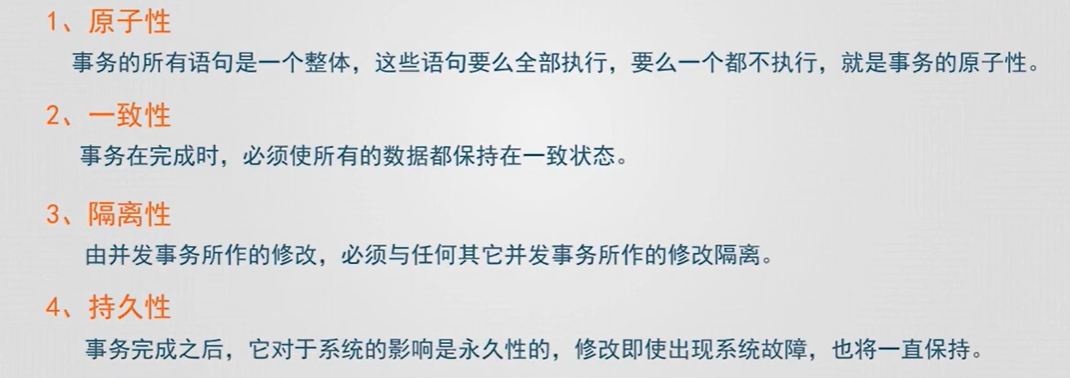 1、原子性
事务的所有语句是一个整体，这些语句要么全部执行，要么一个都不执行，就是事务的原子性。
2、一致性
事务在完成时，必须使所有的数据都保持在一致状态。
3、隔离性
由并发事务所作的修改，必须与任何其它并发事务所作的修改隔离。
4、持久性
事务完成之后，它对于系统的影响是永久性的，修改即使出现系统故障，也将一直保持。